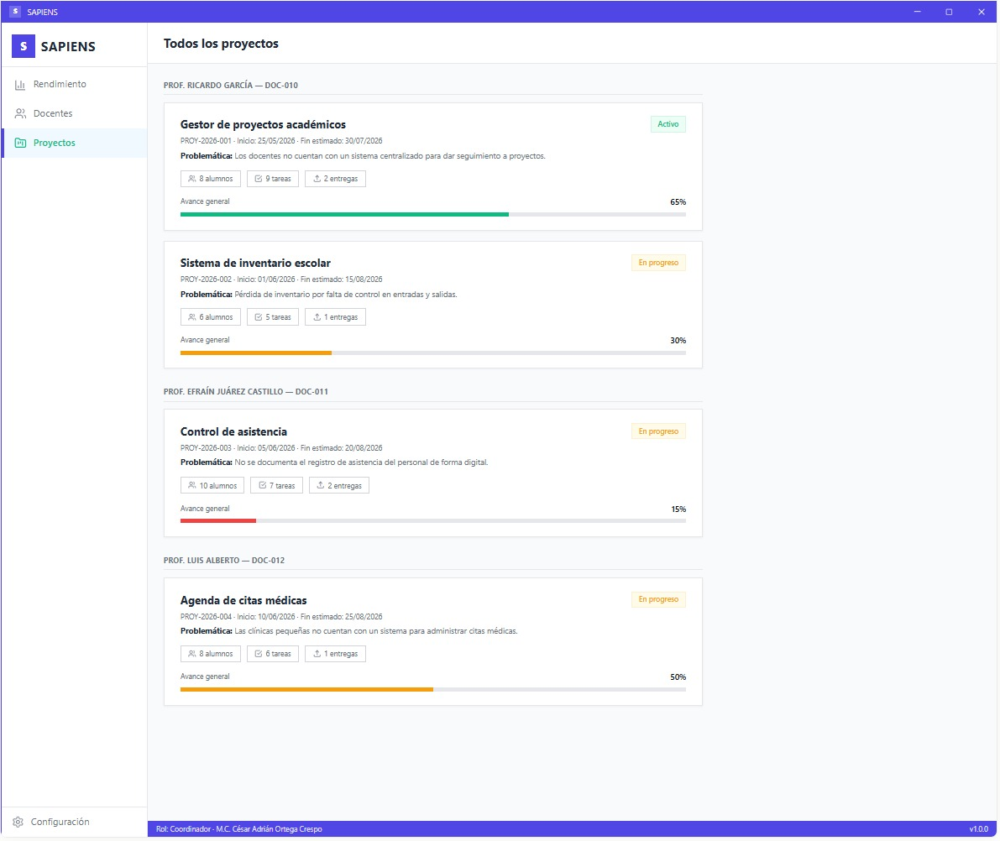 S SAPIENS
S SAPIENS
Rendimiento
Docentes
Proyectos
Configuración
Todos los proyectos
PROF. RICARDO GARCÍA — DOC-010
Gestor de proyectos académicos
Activo
PROY-2026-001 · Inicio: 25/05/2026 · Fin estimado: 30/07/2026
Problemática: Los docentes no cuentan con un sistema centralizado para dar seguimiento a proyectos.
8 alumnos 9 tareas 2 entregas
Avance general 65%
Sistema de inventario escolar
En progreso
PROY-2026-002 · Inicio: 01/06/2026 · Fin estimado: 15/08/2026
Problemática: Pérdida de inventario por falta de control en entradas y salidas.
6 alumnos 5 tareas 1 entregas
Avance general 30%
PROF. EFRAÍN JUÁREZ CASTILLO — DOC-011
Control de asistencia
En progreso
PROY-2026-003 · Inicio: 05/06/2026 · Fin estimado: 20/08/2026
Problemática: No se documenta el registro de asistencia del personal de forma digital.
10 alumnos 7 tareas 2 entregas
Avance general 15%
PROF. LUIS ALBERTO — DOC-012
Agenda de citas médicas
En progreso
PROY-2026-004 · Inicio: 10/06/2026 · Fin estimado: 25/08/2026
Problemática: Las clínicas pequeñas no cuentan con un sistema para administrar citas médicas.
8 alumnos 6 tareas 1 entregas
Avance general 50%
Rol: Coordinador · M.C. César Adrián Ortega Crespo
v1.0.0